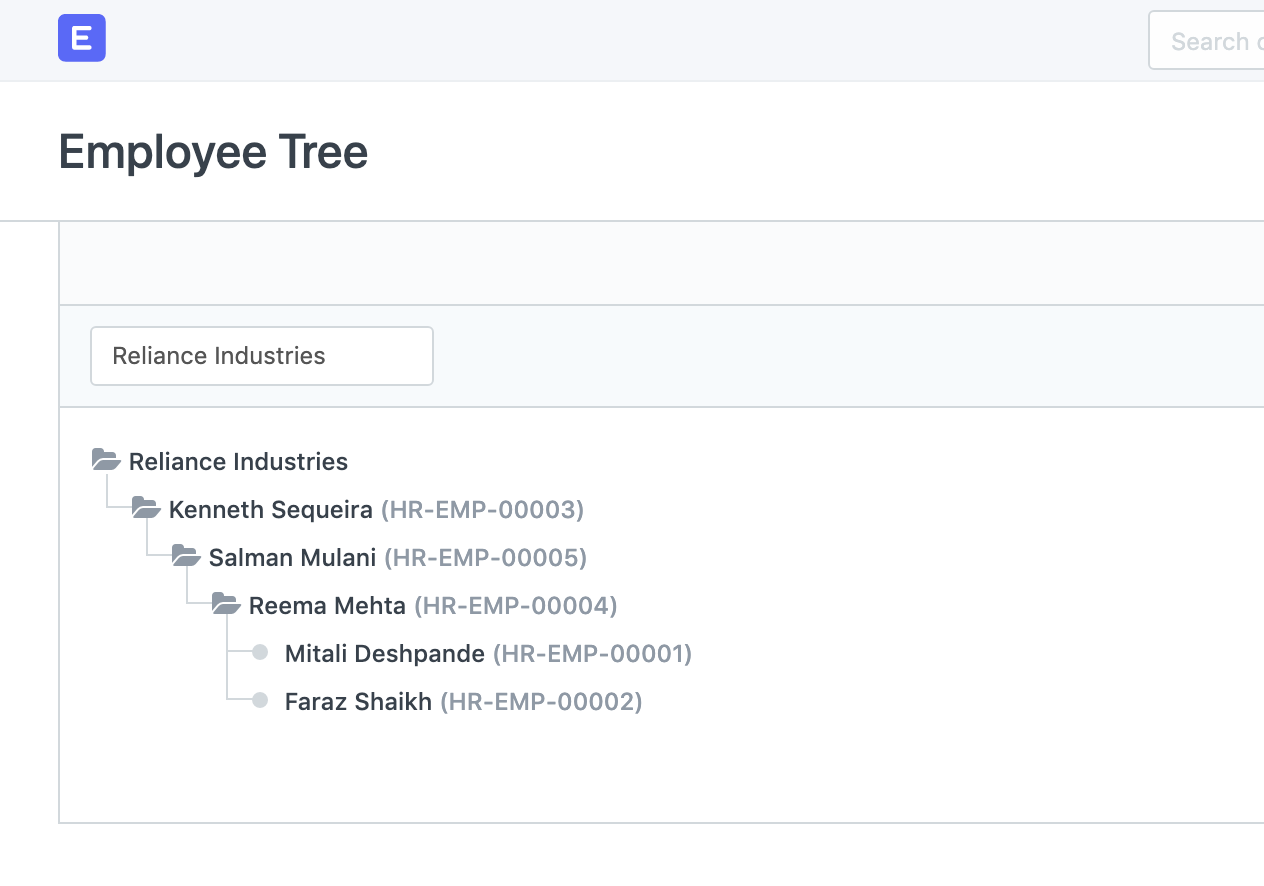 E
Search
Employee Tree
Reliance Industries
Reliance Industries
Kenneth Sequeira (HR-EMP-00003)
Salman Mulani (HR-EMP-00005)
Reema Mehta (HR-EMP-00004)
Mitali Deshpande (HR-EMP-00001)
Faraz Shaikh (HR-EMP-00002)